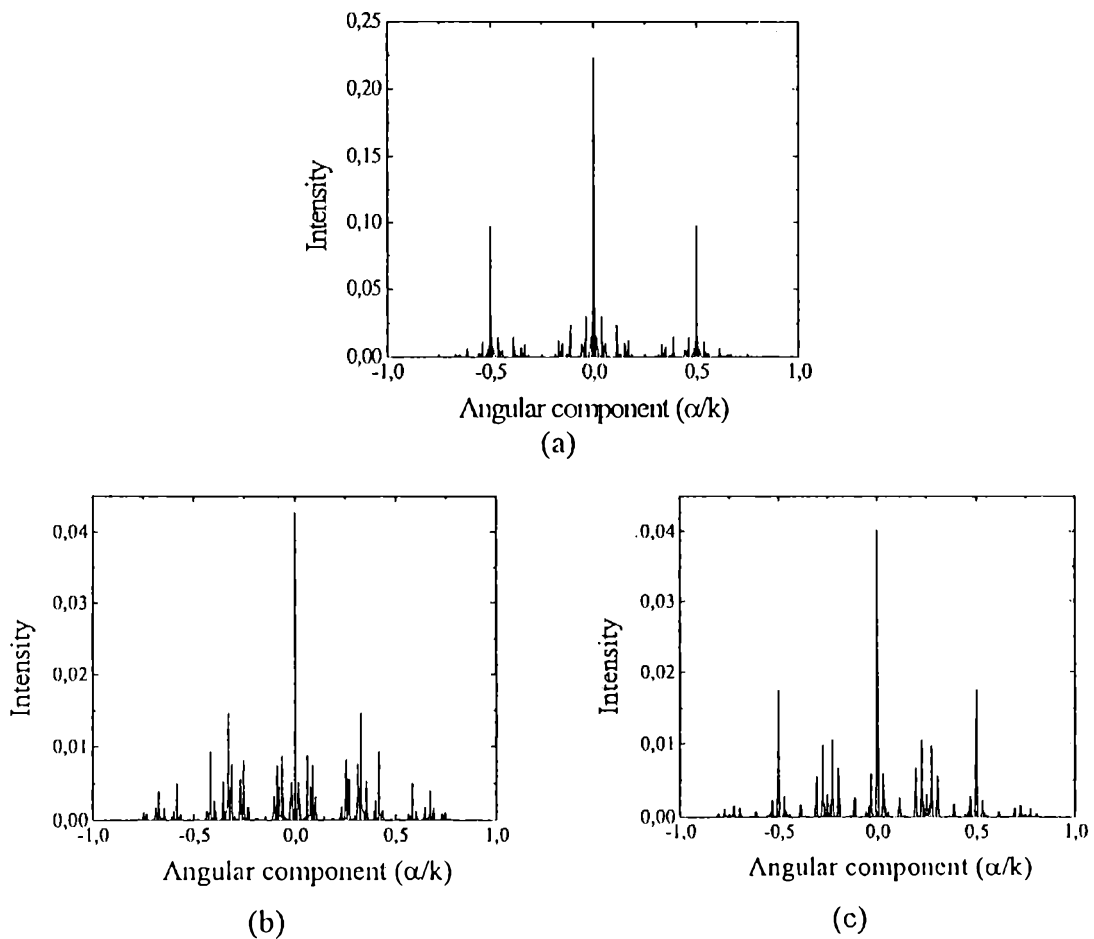 0,25
0,20
0,15
0,10
0,05
0,00
Intensity
-1,0 -0,5 0,0 0,5 1,0
Angular component (α/k)
(a)
0,04
0,03
0,02
0,01
0,00
Intensity
-1,0 -0,5 0,0 0,5 1,0
Angular component (α/k)
(b)
0,04
0,03
0,02
0,01
0,00
Intensity
-1,0 -0,5 0,0 0,5 1,0
Angular component (α/k)
(c)